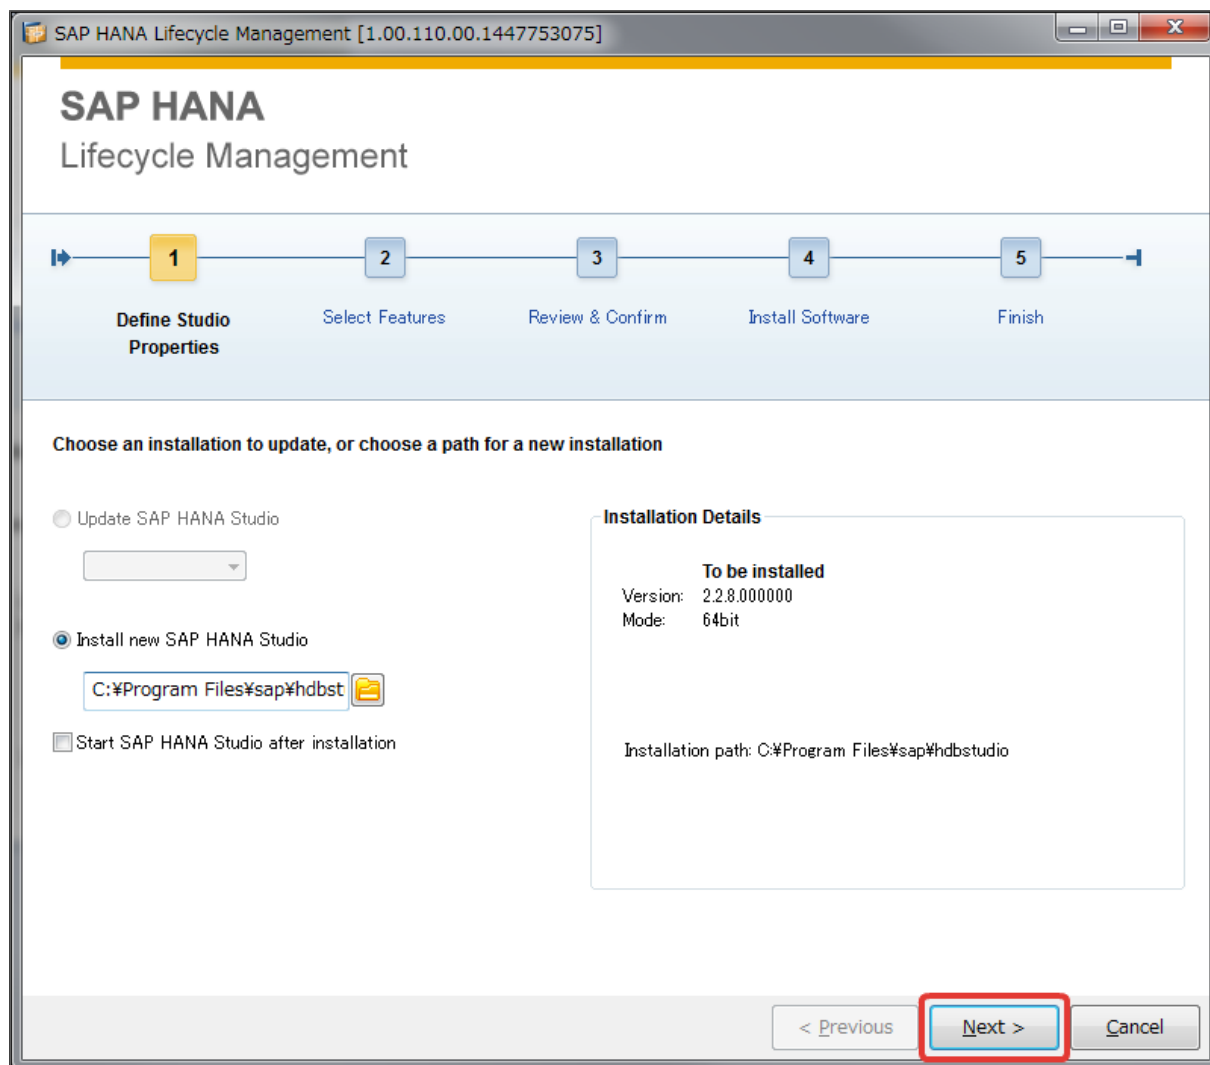 SAP HANA Lifecycle Management [1.00.110.00.1447753075]
SAP HANA
Lifecycle Management
1
2
3
4
5
Define Studio
Properties
Select Features
Review & Confirm
Install Software
Finish
Choose an installation to update, or choose a path for a new installation
Update SAP HANA Studio
Install new SAP HANA Studio
C:¥Program Files¥sap¥hdbst
Start SAP HANA Studio after installation
Installation Details
To be installed
Version: 2.2.8.000000
Mode: 64bit
Installation path: C:¥Program Files¥sap¥hdbstudio
< Previous
Next >
Cancel